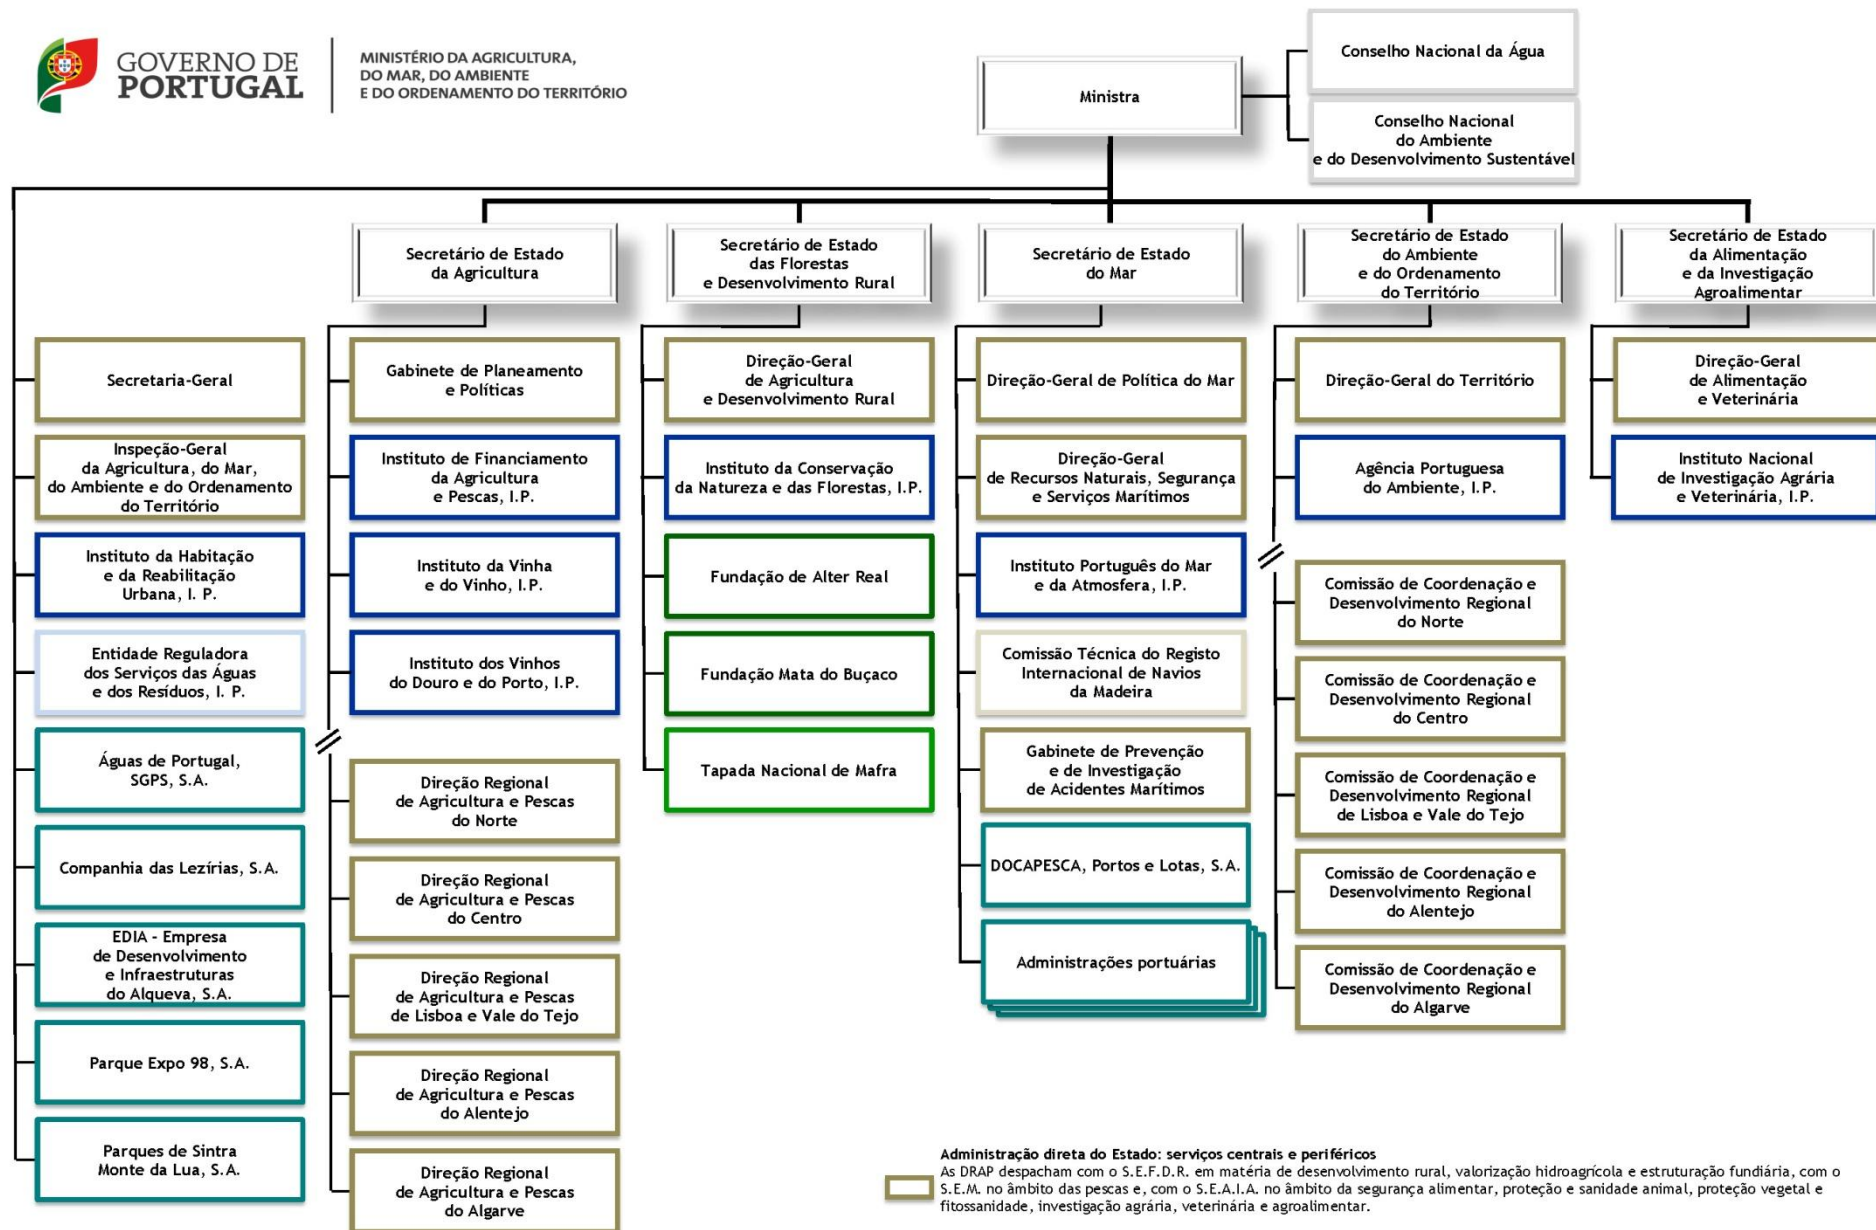 GOVERNO DE
PORTUGAL
MINISTÉRIO DA AGRICULTURA,
DO MAR, DO AMBIENTE
E DO ORDENAMENTO DO TERRITÓRIO
Ministra
Conselho Nacional da Água
Conselho Nacional
do Ambiente
e do Desenvolvimento Sustentável
Secretário de Estado
da Agricultura
Secretário de Estado
das Florestas
e Desenvolvimento Rural
Secretário de Estado
do Mar
Secretário de Estado
do Ambiente
e do Ordenamento
do Território
Secretário de Estado
da Alimentação
e da Investigação
Agroalimentar
Secretaria-Geral
Inspeção-Geral
da Agricultura, do Mar,
do Ambiente e do Ordenamento
do Território
Instituto da Habitação
e da Reabilitação
Urbana, I. P.
Entidade Reguladora
dos Serviços das Águas
e dos Resíduos, I. P.
Águas de Portugal,
SGPS, S.A.
Companhia das Lezírias, S.A.
EDIA - Empresa
de Desenvolvimento
e Infraestruturas
do Alqueva, S.A.
Parque Expo 98, S.A.
Parques de Sintra
Monte da Lua, S.A.
Gabinete de Planeamento
e Políticas
Instituto de Financiamento
da Agricultura
e Pescas, I.P.
Instituto da Vinha
e do Vinho, I.P.
Instituto dos Vinhos
do Douro e do Porto, I.P.
Direção Regional
de Agricultura e Pescas
do Norte
Direção Regional
de Agricultura e Pescas
do Centro
Direção Regional
de Agricultura e Pescas
de Lisboa e Vale do Tejo
Direção Regional
de Agricultura e Pescas
do Alentejo
Direção Regional
de Agricultura e Pescas
do Algarve
Direção-Geral
de Agricultura
e Desenvolvimento Rural
Instituto da Conservação
da Natureza e das Florestas, I.P.
Fundação de Alter Real
Fundação Mata do Buçaco
Tapada Nacional de Mafra
Direção-Geral de Política do Mar
Direção-Geral
de Recursos Naturais, Segurança
e Serviços Marítimos
Instituto Português do Mar
e da Atmosfera, I.P.
Comissão Técnica do Registo
Internacional de Navios
da Madeira
Gabinete de Prevenção
e de Investigação
de Acidentes Marítimos
DOCAPESCA, Portos e Lotas, S.A.
Administrações portuárias
Direção-Geral do Território
Agência Portuguesa
do Ambiente, I.P.
Comissão de Coordenação e
Desenvolvimento Regional
do Norte
Comissão de Coordenação e
Desenvolvimento Regional
do Centro
Comissão de Coordenação e
Desenvolvimento Regional
de Lisboa e Vale do Tejo
Comissão de Coordenação e
Desenvolvimento Regional
do Alentejo
Comissão de Coordenação e
Desenvolvimento Regional
do Algarve
Direção-Geral
de Alimentação
e Veterinária
Instituto Nacional
de Investigação Agrária
e Veterinária, I.P.
Administração direta do Estado: serviços centrais e periféricos
As DRAP despacham com o S.E.F.D.R. em matéria de desenvolvimento rural, valorização hidroagrícola e estruturação fundiária, com o
S.E.M. no âmbito das pescas e, com o S.E.A.I.A. no âmbito da segurança alimentar, proteção e sanidade animal, proteção vegetal e
fitossanidade, investigação agrária, veterinária e agroalimentar.